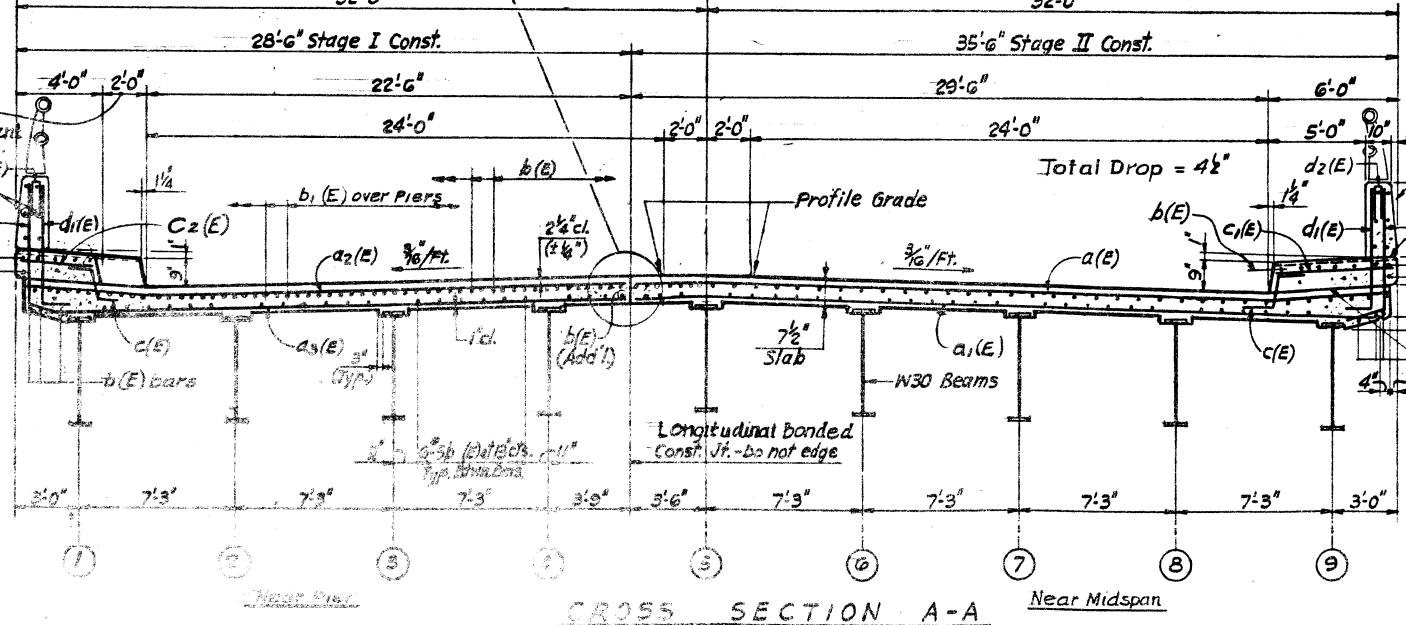 32'-0"
28'-6" Stage I Const.
35'-6" Stage II Const.
4'-0"
2'-0"
22'-6"
29'-6"
6'-0"
24'-0"
2'-0"
2'-0"
24'-0"
5'-0"
10"
b(E)
Total Drop = 4½"
d2(E)
1¼
b1(E) over Piers
Profile Grade
1¼"
b(E)
c1(E)
d1(E)
C2(E)
2¼" cl.
(±¼")
d1(E)
1"
1"
a2(E)
3/16"/Ft.
3/16"/Ft.
a(E)
9"
9"
c(E)
a3(E)
1" cl.
b(E)
(Add'l.)
7½"
Slab
a1(E)
c(E)
3"
(Typ.)
b(E) bars
W30 Beams
4"
Longitudinal bonded
Const. Jt.-Do not edge
3'-0"
7'-3"
7'-3"
7'-3"
3'-9"
3'-6"
7'-3"
7'-3"
7'-3"
7'-3"
3'-0"
1
2
3
4
5
6
7
8
9
Near Pier
Near Midspan
CROSS SECTION A-A